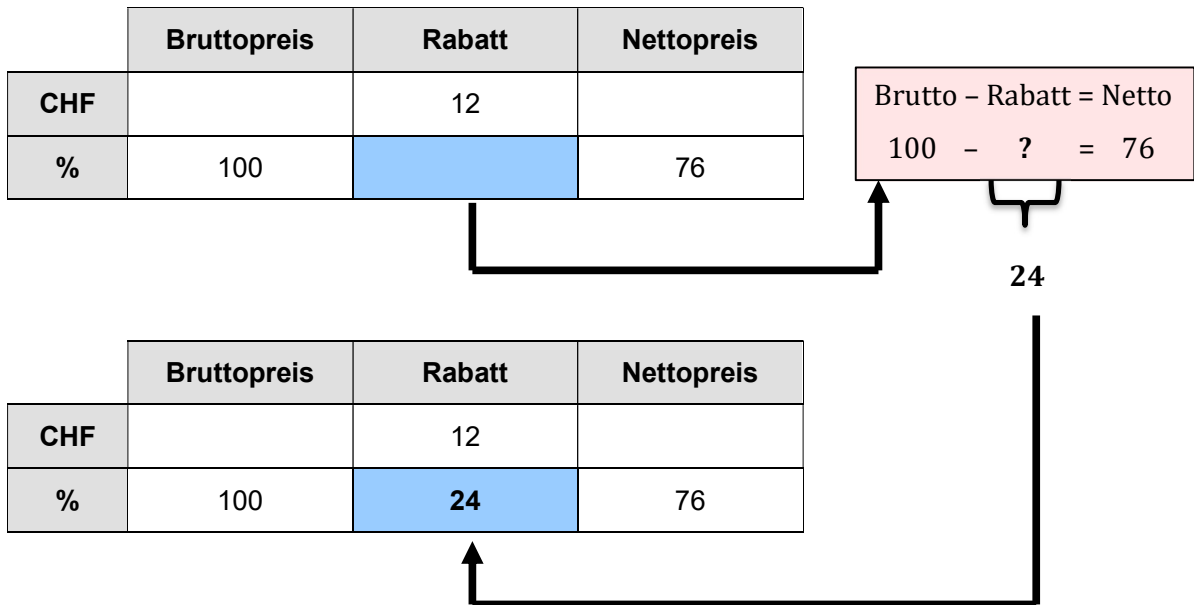 Bruttopreis Rabatt Nettopreis
CHF 12
% 100 76
Brutto – Rabatt = Netto
100 – ? = 76
24
Bruttopreis Rabatt Nettopreis
CHF 12
% 100 24 76